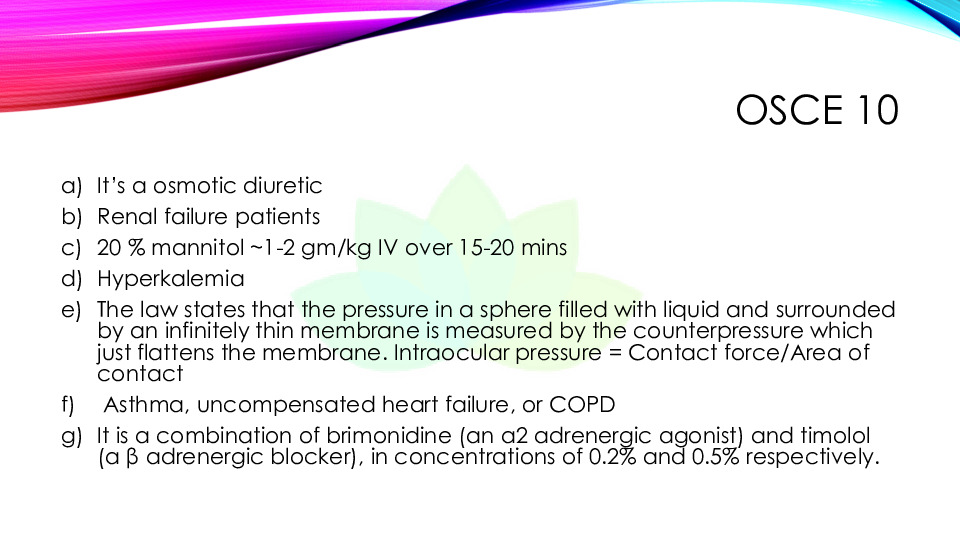 OSCE 10
a) It’s a osmotic diuretic
b) Renal failure patients
c) 20 % mannitol ~1-2 gm/kg IV over 15-20 mins
d) Hyperkalemia
e) The law states that the pressure in a sphere filled with liquid and surrounded
by an infinitely thin membrane is measured by the counterpressure which
just flattens the membrane. Intraocular pressure = Contact force/Area of
contact
f) Asthma, uncompensated heart failure, or COPD
g) It is a combination of brimonidine (an α2 adrenergic agonist) and timolol
(a β adrenergic blocker), in concentrations of 0.2% and 0.5% respectively.